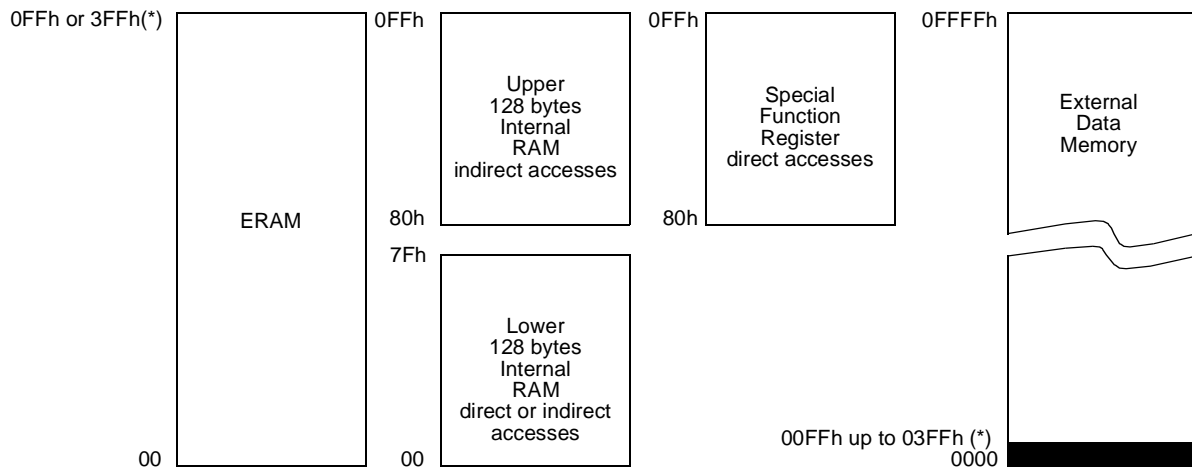 0FFh or 3FFh(*)
ERAM
00
0FFh
Upper
128 bytes
Internal
RAM
indirect accesses
80h
7Fh
Lower
128 bytes
Internal
RAM
direct or indirect
accesses
00
0FFh
Special
Function
Register
direct accesses
80h
0FFFFh
External
Data
Memory
00FFh up to 03FFh (*)
0000